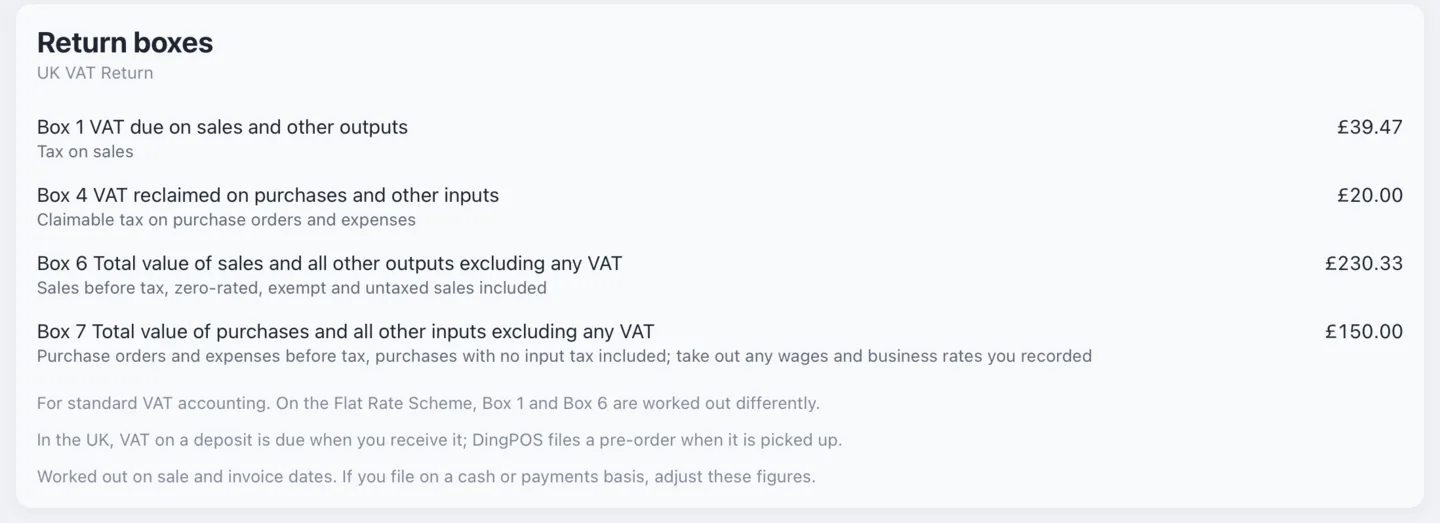 Return boxes
UK VAT Return
Box 1 VAT due on sales and other outputs £39.47
Tax on sales
Box 4 VAT reclaimed on purchases and other inputs £20.00
Claimable tax on purchase orders and expenses
Box 6 Total value of sales and all other outputs excluding any VAT £230.33
Sales before tax, zero-rated, exempt and untaxed sales included
Box 7 Total value of purchases and all other inputs excluding any VAT £150.00
Purchase orders and expenses before tax, purchases with no input tax included; take out any wages and business rates you recorded
For standard VAT accounting. On the Flat Rate Scheme, Box 1 and Box 6 are worked out differently.
In the UK, VAT on a deposit is due when you receive it; DingPOS files a pre-order when it is picked up.
Worked out on sale and invoice dates. If you file on a cash or payments basis, adjust these figures.